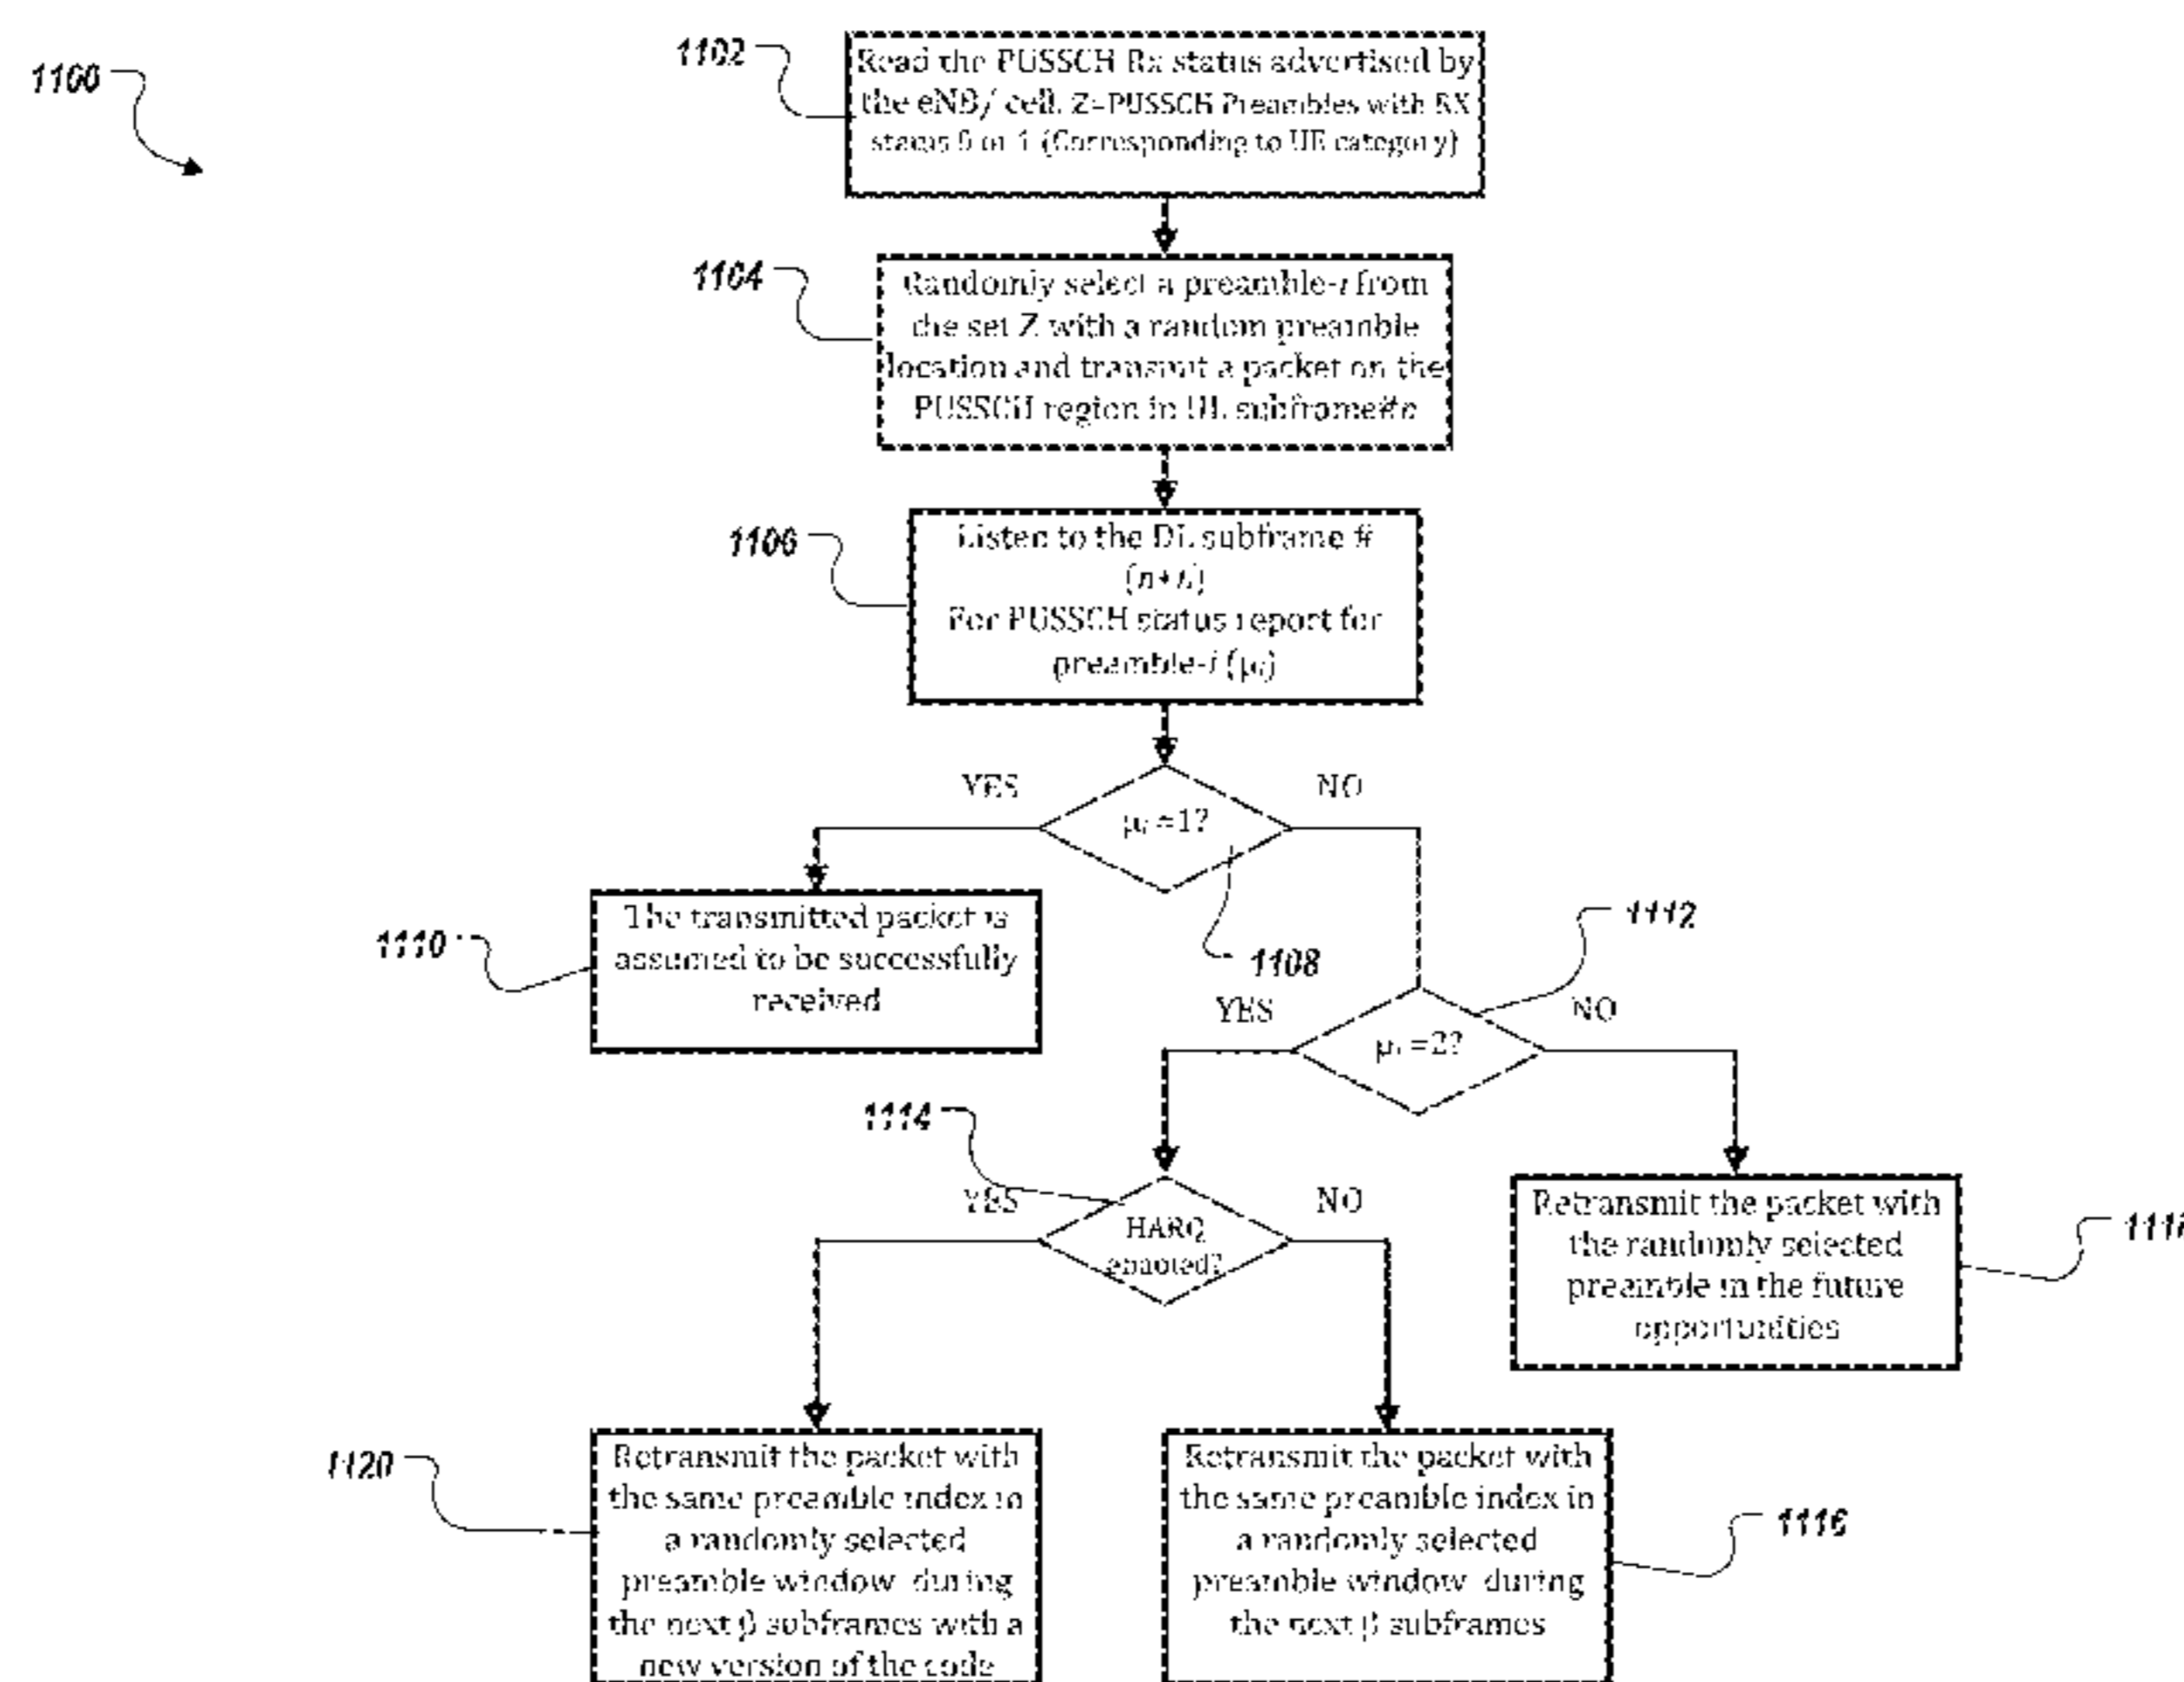 1100
1102
Read the PUSSCH Rx status advertised by
the eNB/ cell. Z=PUSSCH Preambles with RX
status 0 or 1 (Corresponding to UE category)
1104
Randomly select a preamble-i from
the set Z with a random preamble
location and transmit a packet on the
PUSSCH region in UL subframe#n
1106
Listen to the DL subframe #
For PUSSCH status report for
preamble-i (μi)
YES
NO
μi =1?
1108
The transmitted packet is
assumed to be successfully
received
1110
1112
YES
NO
μi =2?
1114
YES
NO
HARQ
enabled?
Retransmit the packet with
the randomly selected
preamble in the future
opportunities
1120
Retransmit the packet with
the same preamble index in
a randomly selected
preamble window during
the next β subframes with a
new version of the code
Retransmit the packet with
the same preamble index in
a randomly selected
preamble window during
the next β subframes
1116